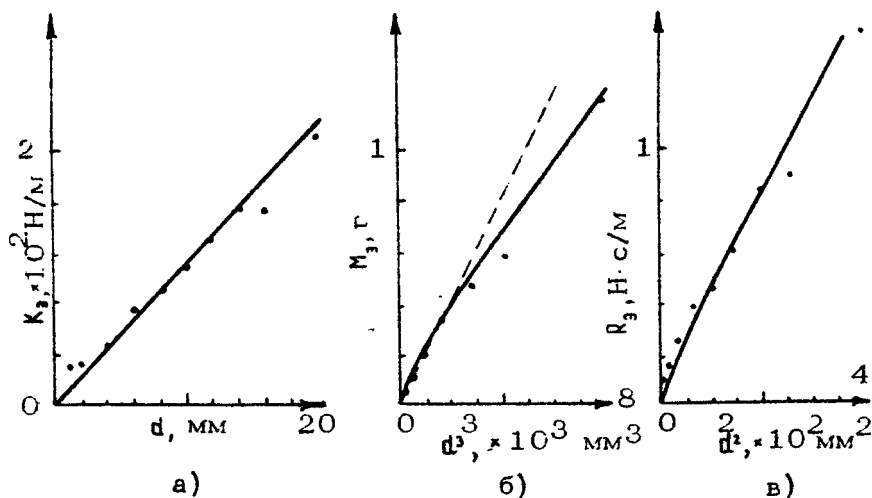 K₃, ×10² Н/м
2
0
d, мм
20
а)
М₃, г
1
0
d³, × 10³ мм³
8
б)
R₃, Н·с/м
1
0
2
4
d², ×10² мм²
в)